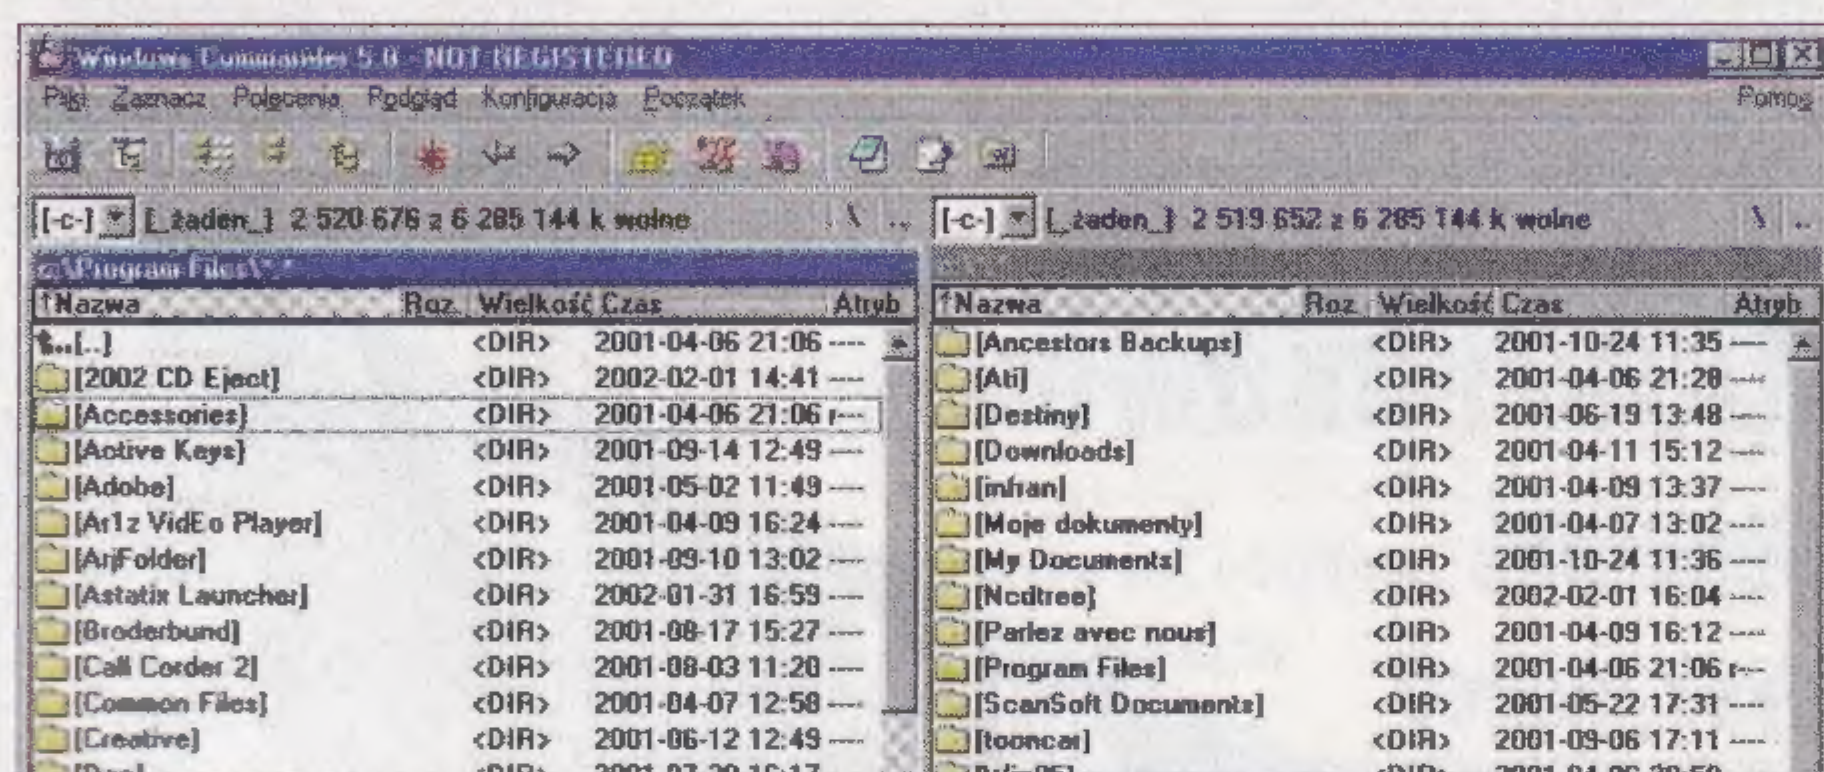 Windows Commander 5.0 - NOT REGISTERED
Pliki Zaznacz Polecenia Podgląd Konfiguracja Początek Pomoc
[-c-] [_żaden_] 2 520 676 z 6 285 144 k wolne \ ..
c:\Program Files\*.*
↑Nazwa Roz. Wielkość Czas Atryb
[..] <DIR> 2001-04-06 21:06 ----
[2002 CD Eject] <DIR> 2002-02-01 14:41 ----
[Accessories] <DIR> 2001-04-06 21:06 r---
[Active Keys] <DIR> 2001-09-14 12:49 ----
[Adobe] <DIR> 2001-05-02 11:49 ----
[Ar1z VidEo Player] <DIR> 2001-04-09 16:24 ----
[ArjFolder] <DIR> 2001-09-10 13:02 ----
[Astatix Launcher] <DIR> 2002-01-31 16:59 ----
[Broderbund] <DIR> 2001-08-17 15:27 ----
[Call Corder 2] <DIR> 2001-08-03 11:20 ----
[Common Files] <DIR> 2001-04-07 12:58 ----
[Creative] <DIR> 2001-06-12 12:49 ----
[-c-] [_żaden_] 2 519 652 z 6 285 144 k wolne \ ..
↑Nazwa Roz. Wielkość Czas Atryb
[Ancestors Backups] <DIR> 2001-10-24 11:35 ----
[Ati] <DIR> 2001-04-06 21:28 ----
[Destiny] <DIR> 2001-06-19 13:48 ----
[Downloads] <DIR> 2001-04-11 15:12 ----
[infran] <DIR> 2001-04-09 13:37 ----
[Moje dokumenty] <DIR> 2001-04-07 13:02 ----
[My Documents] <DIR> 2001-10-24 11:36 ----
[Ncdtree] <DIR> 2002-02-01 16:04 ----
[Parlez avec nous] <DIR> 2001-04-09 16:12 ----
[Program Files] <DIR> 2001-04-06 21:06 r---
[ScanSoft Documents] <DIR> 2001-05-22 17:31 ----
[tooncar] <DIR> 2001-09-06 17:11 ----